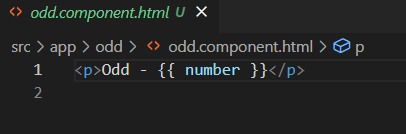 odd.component.html U
src > app > odd > odd.component.html > p
1 <p>Odd - {{ number }}</p>
2